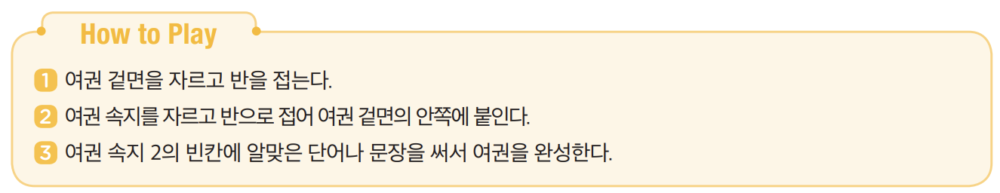 How to Play
1 여권 겉면을 자르고 반을 접는다.
2 여권 속지를 자르고 반으로 접어 여권 겉면의 안쪽에 붙인다.
3 여권 속지 2의 빈칸에 알맞은 단어나 문장을 써서 여권을 완성한다.